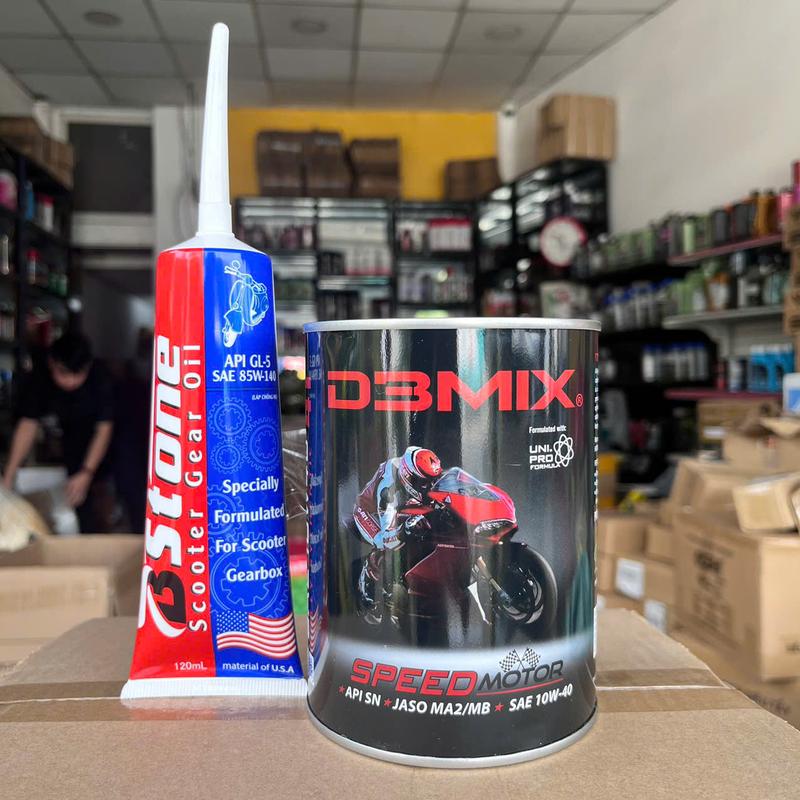 Bstone
Scooter Gear Oil
API GL-5
SAE 85W-140
Specially
Formulated
For Scooter
Gearbox
120mL
material of U.S.A
D3MIX®
Formulated with:
UNI.
PRO
FORMULA
SPEED MOTOR
API SN JASO MA2/MB SAE 10W-40